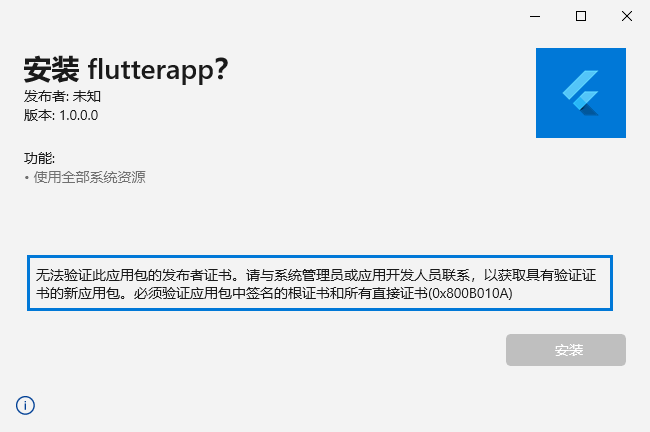 安装 flutterapp？
发布者: 未知
版本: 1.0.0.0
功能:
• 使用全部系统资源
无法验证此应用包的发布者证书。请与系统管理员或应用开发人员联系，以获取具有验证证
书的新应用包。必须验证应用包中签名的根证书和所有直接证书(0x800B010A)
安装